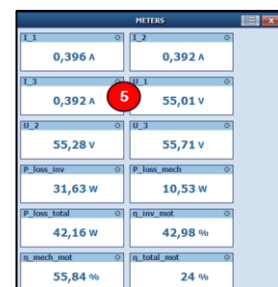 METERS
I_1 I_2
0,396 A 0,392 A
I_3 U_1
0,392 A 5 55,01 V
U_2 U_3
55,28 V 55,71 V
P_loss_inv P_loss_mech
31,63 W 10,53 W
P_loss_total η_inv_mot
42,16 W 42,98 %
η_mech_mot η_total_mot
55,84 % 24 %